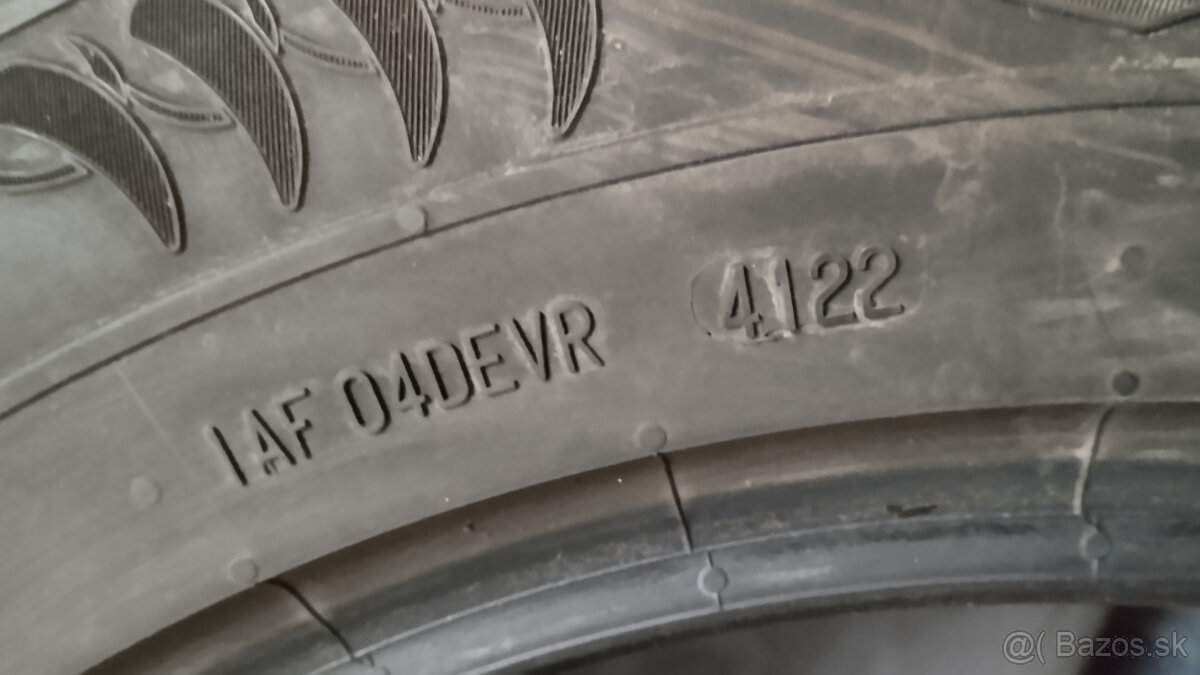 1AF 04DEVR 4122
@( Bazos.sk